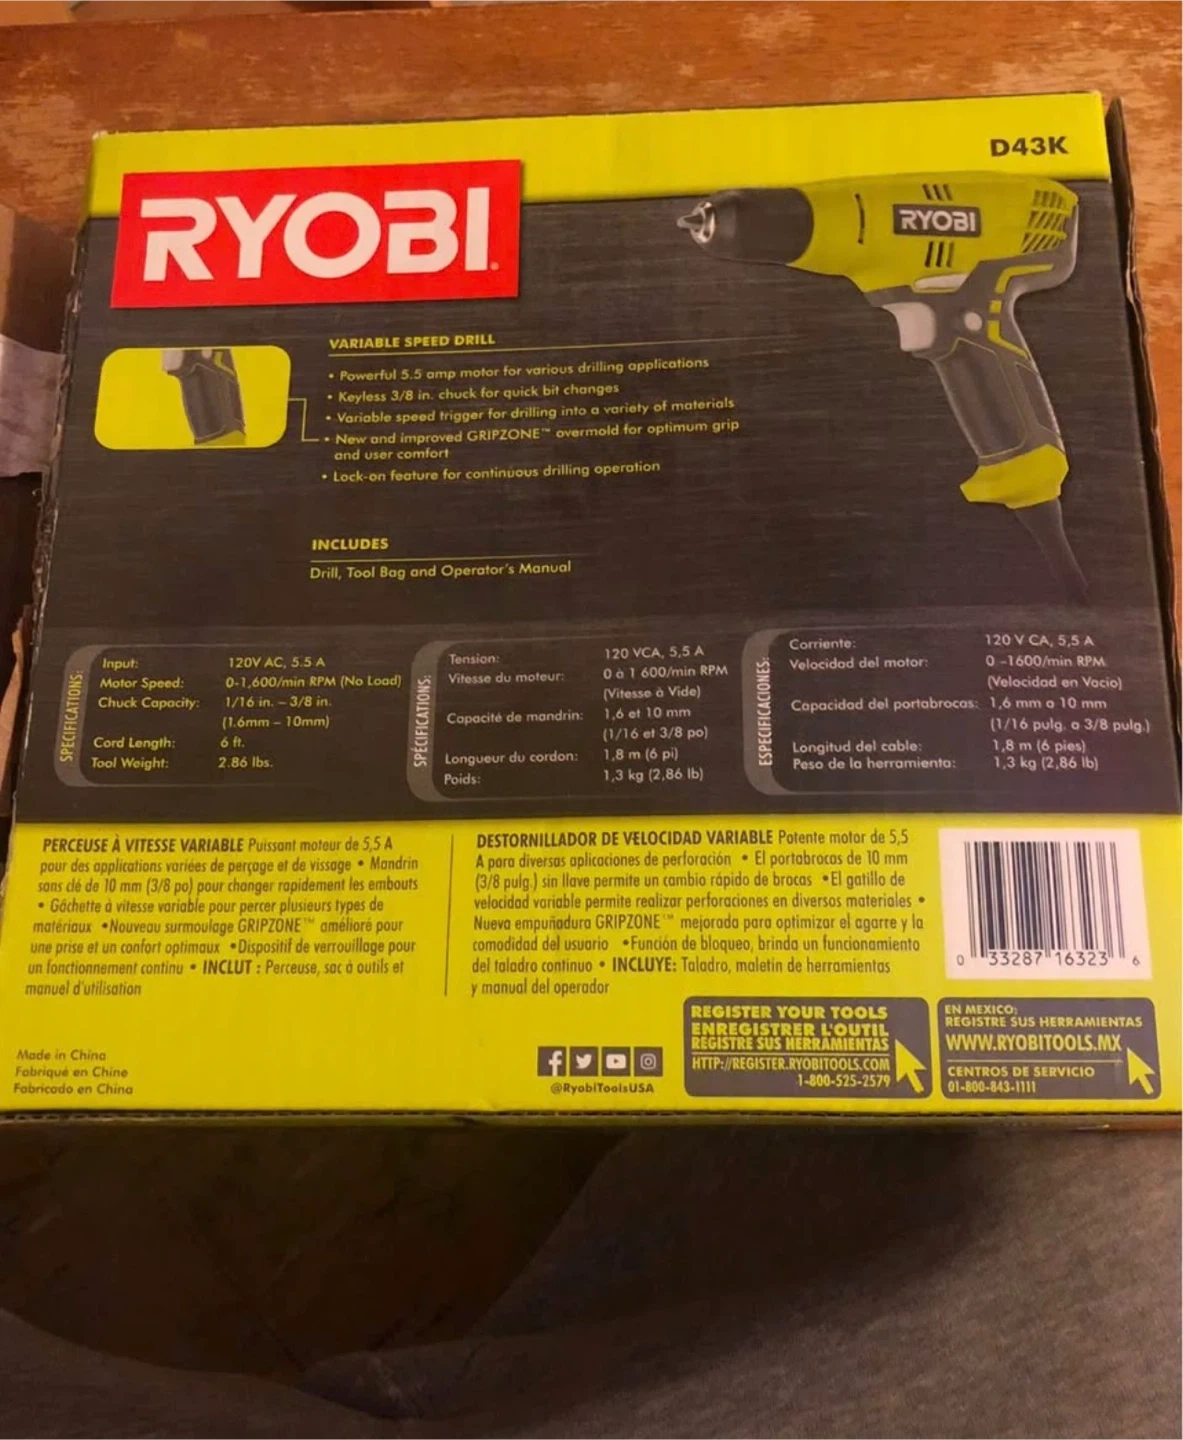 D43K
RYOBI
RYOBI
VARIABLE SPEED DRILL
• Powerful 5.5 amp motor for various drilling applications
• Keyless 3/8 in. chuck for quick bit changes
• Variable speed trigger for drilling into a variety of materials
• New and improved GRIPZONE™ overmold for optimum grip
and user comfort
• Lock-on feature for continuous drilling operation
INCLUDES
Drill, Tool Bag and Operator's Manual
SPECIFICATIONS:
Input: 120V AC, 5.5 A
Motor Speed: 0-1,600/min RPM (No Load)
Chuck Capacity: 1/16 in. – 3/8 in.
(1.6mm – 10mm)
Cord Length: 6 ft.
Tool Weight: 2.86 lbs.
SPÉCIFICATIONS:
Tension: 120 VCA, 5,5 A
Vitesse du moteur: 0 à 1 600/min RPM
(Vitesse à Vide)
Capacité de mandrin: 1,6 et 10 mm
(1/16 et 3/8 po)
Longueur du cordon: 1,8 m (6 pi)
Poids: 1,3 kg (2,86 lb)
ESPECIFICACIONES:
Corriente: 120 V CA, 5,5 A
Velocidad del motor: 0 –1600/min RPM
(Velocidad en Vacio)
Capacidad del portabrocas: 1,6 mm a 10 mm
(1/16 pulg. a 3/8 pulg.)
Longitud del cable: 1,8 m (6 pies)
Peso de la herramienta: 1,3 kg (2,86 lb)
PERCEUSE À VITESSE VARIABLE Puissant moteur de 5,5 A
pour des applications variées de perçage et de vissage • Mandrin
sans clé de 10 mm (3/8 po) pour changer rapidement les embouts
• Gâchette à vitesse variable pour percer plusieurs types de
matériaux •Nouveau surmoulage GRIPZONE™ amélioré pour
une prise et un confort optimaux •Dispositif de verrouillage pour
un fonctionnement continu • INCLUT : Perceuse, sac à outils et
manuel d'utilisation
DESTORNILLADOR DE VELOCIDAD VARIABLE Potente motor de 5,5
A para diversas aplicaciones de perforación • El portabrocas de 10 mm
(3/8 pulg.) sin llave permite un cambio rápido de brocas •El gatillo de
velocidad variable permite realizar perforaciones en diversos materiales •
Nueva empuñadura GRIPZONE™ mejorada para optimizar el agarre y la
comodidad del usuario •Función de bloqueo, brinda un funcionamiento
del taladro continuo • INCLUYE: Taladro, maletin de herramientas
y manual del operador
0 33287 16323 6
Made in China
Fabriqué en Chine
Fabricado en China
@RyobiToolsUSA
REGISTER YOUR TOOLS
ENREGISTRER L'OUTIL
REGISTRE SUS HERRAMIENTAS
HTTP://REGISTER.RYOBITOOLS.COM
1-800-525-2579
EN MEXICO:
REGISTRE SUS HERRAMIENTAS
WWW.RYOBITOOLS.MX
CENTROS DE SERVICIO
01-800-843-1111